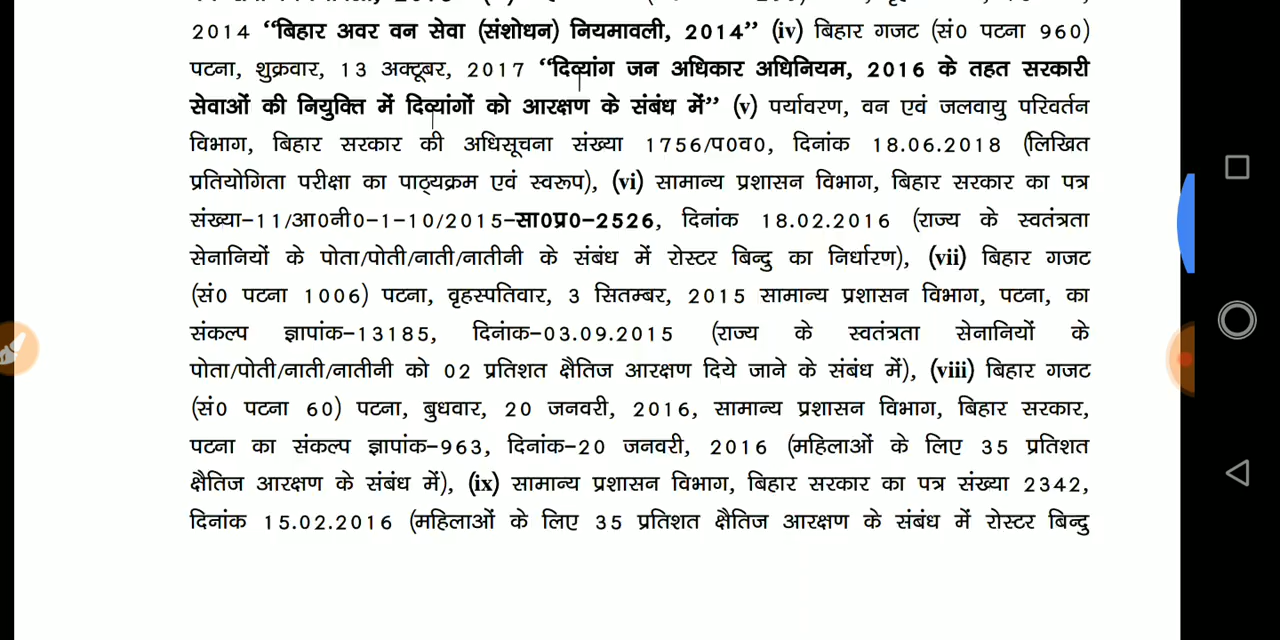 2014 “बिहार अवर वन सेवा (संशोधन) नियमावली, 2014” (iv) बिहार गजट (सं0 पटना 960)
पटना, शुक्रवार, 13 अक्टूबर, 2017 “दिव्यांग जन अधिकार अधिनियम, 2016 के तहत सरकारी
सेवाओं की नियुक्ति में दिव्यांगों को आरक्षण के संबंध में” (v) पर्यावरण, वन एवं जलवायु परिवर्तन
विभाग, बिहार सरकार की अधिसूचना संख्या 1756/प0व0, दिनांक 18.06.2018 (लिखित
प्रतियोगिता परीक्षा का पाठ्यक्रम एवं स्वरूप), (vi) सामान्य प्रशासन विभाग, बिहार सरकार का पत्र
संख्या-11/आ0नी0-1-10/2015-सा0प्र0-2526, दिनांक 18.02.2016 (राज्य के स्वतंत्रता
सेनानियों के पोता/पोती/नाती/नातीनी के संबंध में रोस्टर बिन्दु का निर्धारण), (vii) बिहार गजट
(सं0 पटना 1006) पटना, वृहस्पतिवार, 3 सितम्बर, 2015 सामान्य प्रशासन विभाग, पटना, का
संकल्प ज्ञापांक-13185, दिनांक-03.09.2015 (राज्य के स्वतंत्रता सेनानियों के
पोता/पोती/नाती/नातीनी को 02 प्रतिशत क्षैतिज आरक्षण दिये जाने के संबंध में), (viii) बिहार गजट
(सं0 पटना 60) पटना, बुधवार, 20 जनवरी, 2016, सामान्य प्रशासन विभाग, बिहार सरकार,
पटना का संकल्प ज्ञापांक-963, दिनांक-20 जनवरी, 2016 (महिलाओं के लिए 35 प्रतिशत
क्षैतिज आरक्षण के संबंध में), (ix) सामान्य प्रशासन विभाग, बिहार सरकार का पत्र संख्या 2342,
दिनांक 15.02.2016 (महिलाओं के लिए 35 प्रतिशत क्षैतिज आरक्षण के संबंध में रोस्टर बिन्दु